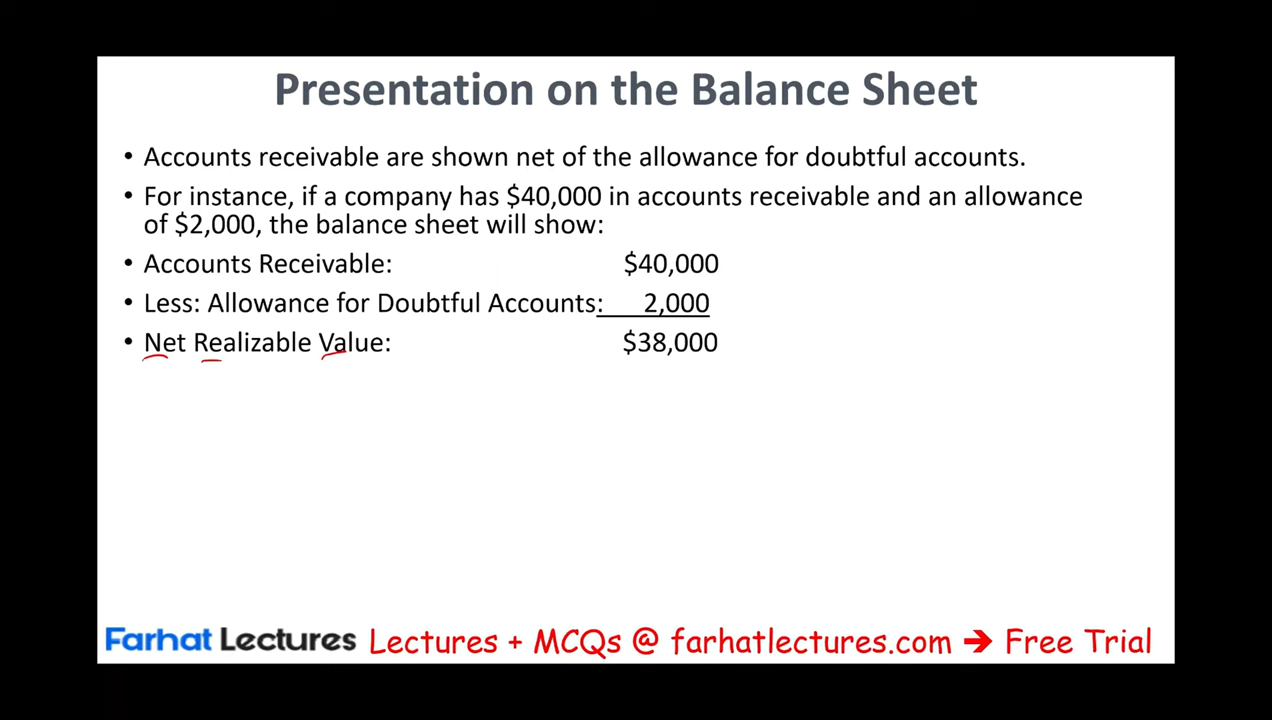 Presentation on the Balance Sheet
• Accounts receivable are shown net of the allowance for doubtful accounts.
• For instance, if a company has $40,000 in accounts receivable and an allowance
of $2,000, the balance sheet will show:
• Accounts Receivable: $40,000
• Less: Allowance for Doubtful Accounts: 2,000
• Net Realizable Value: $38,000
Farhat Lectures Lectures + MCQs @ farhatlectures.com ➔ Free Trial